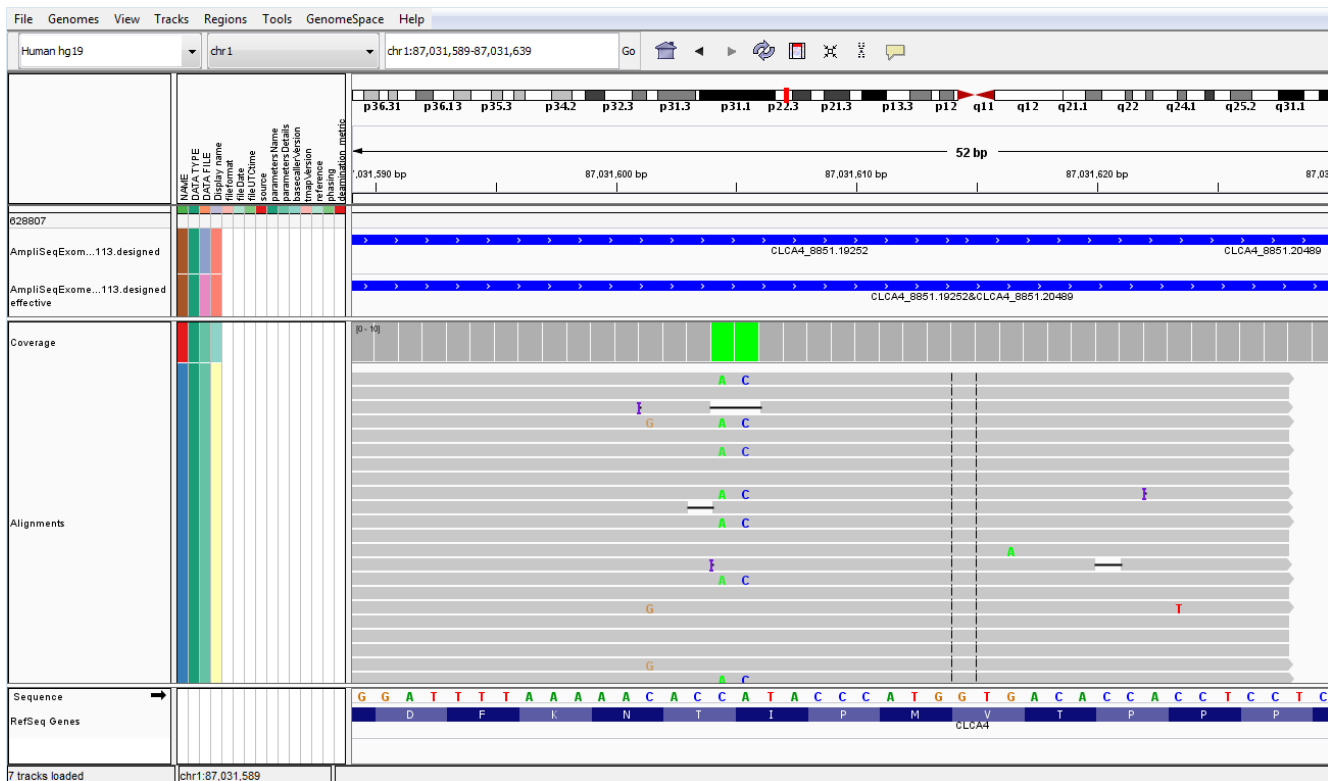 File Genomes View Tracks Regions Tools GenomeSpace Help
Human hg19 chr1 chr1:87,031,589-87,031,639 Go
p36.31 p36.13 p35.3 p34.2 p32.3 p31.3 p31.1 p22.3 p21.3 p13.3 p12 q11 q12 q21.1 q22 q24.1 q25.2 q31.1
52 bp
NAME
DATA TYPE
DATA FILE
Display name
fileformat
fileDate
fileUTCtime
source
parametersName
parametersDetails
basecallerVersion
tmapVersion
reference
phasing
deamination_metric
',031,590 bp 87,031,600 bp 87,031,610 bp 87,031,620 bp 87,03
628807
AmpliSeqExom...113.designed
CLCA4_8851.19252 CLCA4_8851.20489
AmpliSeqExome...113.designed
effective
CLCA4_8851.19252&CLCA4_8851.20489
Coverage
[0 - 10]
A C
G A C
A C
A C
Alignments
A C
A
A C
G T
G
A C
Sequence
G G A T T T T A A A A A C A C C A T A C C C A T G G T G A C A C C A C C T C C T C
RefSeq Genes
D F K N T I P M V T P P P
CLCA4
7 tracks loaded chr1:87,031,589